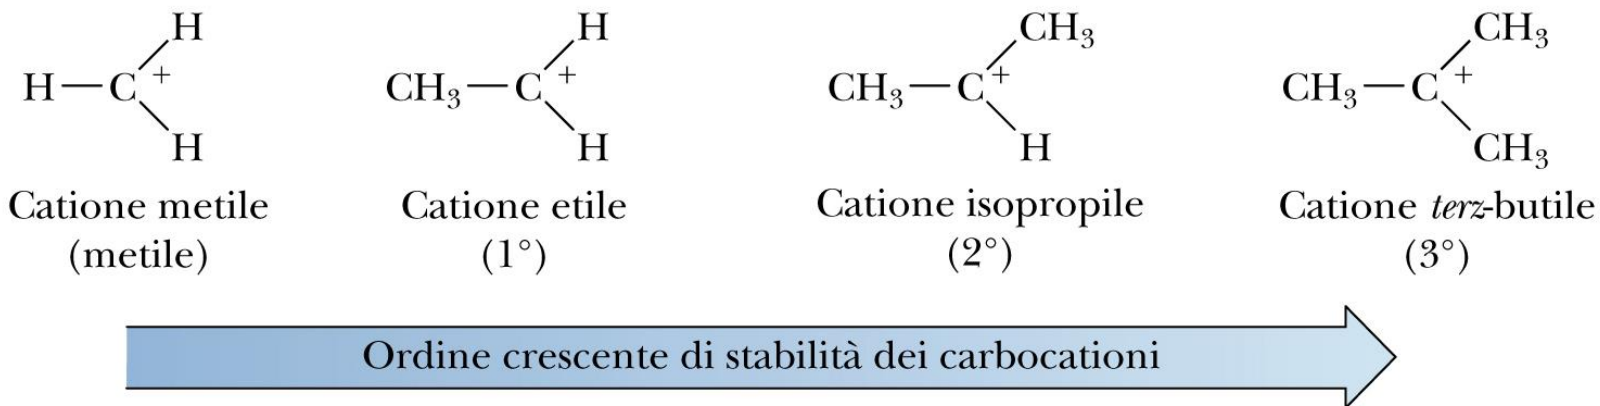 H
CH₃
H
CH₃
H—C⁺
CH₃—C⁺
CH₃—C⁺
CH₃—C⁺
H
H
H
CH₃
Catione metile
Catione etile
Catione isopropile
Catione terz-butile
(metile)
(1°)
(2°)
(3°)
Ordine crescente di stabilità dei carbocationi